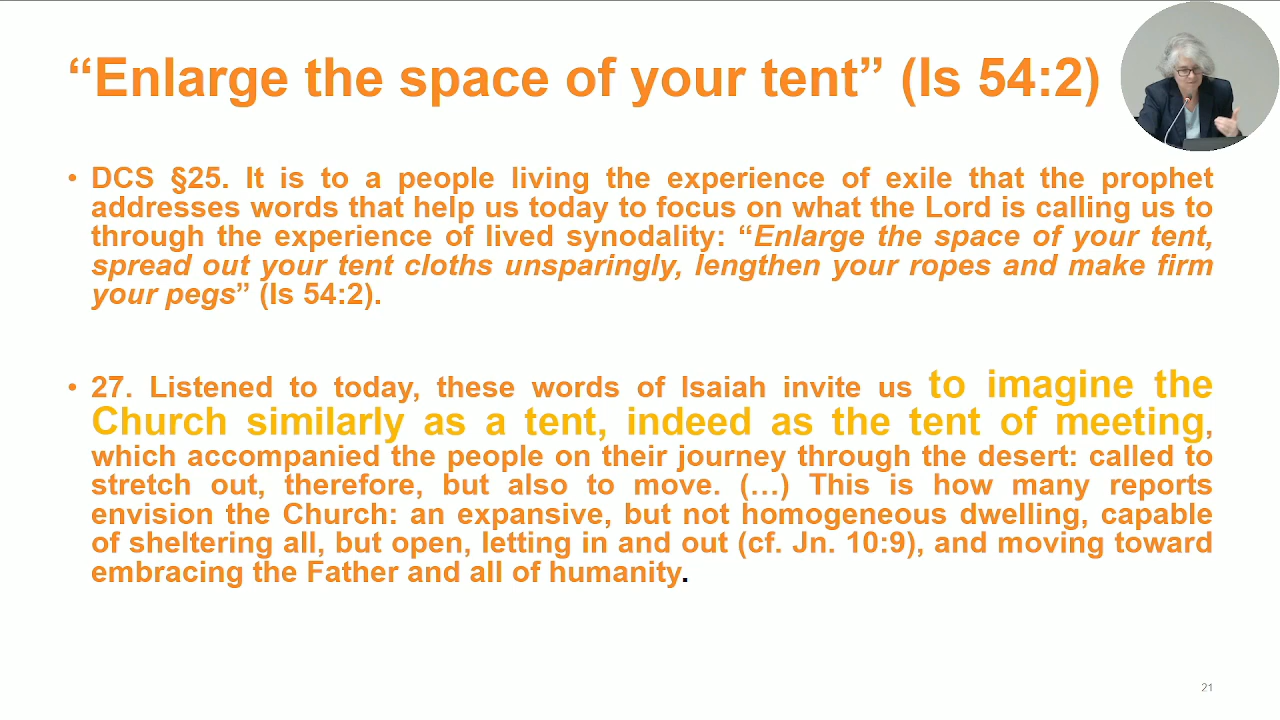 “Enlarge the space of your tent” (Is 54:2)
• DCS §25. It is to a people living the experience of exile that the prophet
addresses words that help us today to focus on what the Lord is calling us to
through the experience of lived synodality: “Enlarge the space of your tent,
spread out your tent cloths unsparingly, lengthen your ropes and make firm
your pegs” (Is 54:2).
• 27. Listened to today, these words of Isaiah invite us to imagine the
Church similarly as a tent, indeed as the tent of meeting,
which accompanied the people on their journey through the desert: called to
stretch out, therefore, but also to move. (…) This is how many reports
envision the Church: an expansive, but not homogeneous dwelling, capable
of sheltering all, but open, letting in and out (cf. Jn. 10:9), and moving toward
embracing the Father and all of humanity.
21